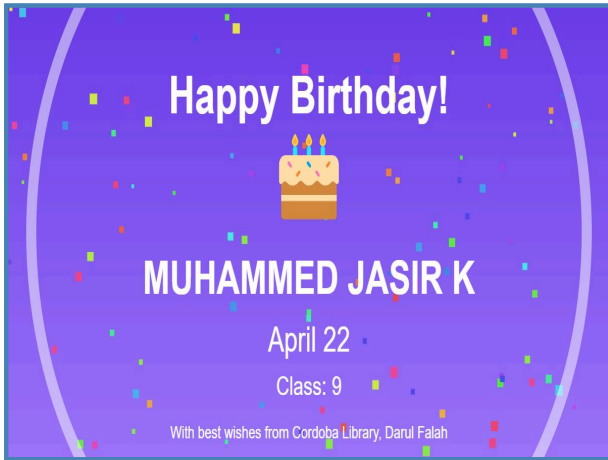 Happy Birthday!
MUHAMMED JASIR K
April 22
Class: 9
With best wishes from Cordoba Library, Darul Falah